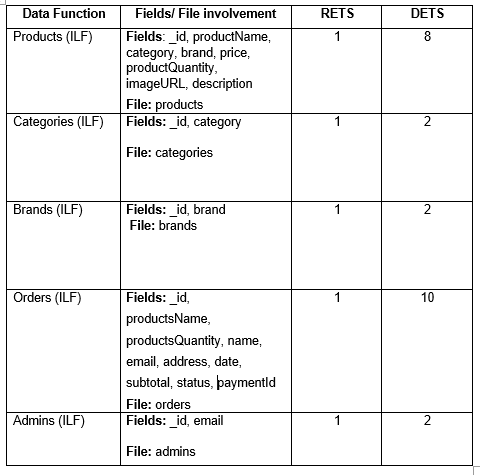 Data Function Fields/ File involvement RETS DETS
Products (ILF) Fields: _id, productName, 1 8
category, brand, price,
productQuantity,
imageURL, description
File: products
Categories (ILF) Fields: _id, category 1 2
File: categories
Brands (ILF) Fields: _id, brand 1 2
File: brands
Orders (ILF) Fields: _id, 1 10
productsName,
productsQuantity, name,
email, address, date,
subtotal, status, paymentId
File: orders
Admins (ILF) Fields: _id, email 1 2
File: admins